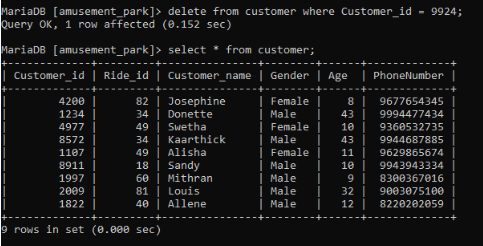 MariaDB [amusement_park]> delete from customer where Customer_id = 9924;
Query OK, 1 row affected (0.152 sec)
MariaDB [amusement_park]> select * from customer;
+-------------+---------+---------------+--------+------+-------------+
| Customer_id | Ride_id | Customer_name | Gender | Age | PhoneNumber |
+-------------+---------+---------------+--------+------+-------------+
| 4200 | 82 | Josephine | Female | 8 | 9677654345 |
| 1234 | 34 | Donette | Male | 43 | 9994477434 |
| 4977 | 49 | Swetha | Female | 10 | 9360532735 |
| 8572 | 34 | Kaarthick | Male | 43 | 9944687885 |
| 1107 | 49 | Alisha | Female | 11 | 9629865674 |
| 8911 | 18 | Sandy | Male | 10 | 9943943334 |
| 1997 | 60 | Mithran | Male | 9 | 8300367016 |
| 2009 | 81 | Louis | Male | 32 | 9003075100 |
| 1822 | 40 | Allene | Male | 12 | 8220202059 |
+-------------+---------+---------------+--------+------+-------------+
9 rows in set (0.000 sec)